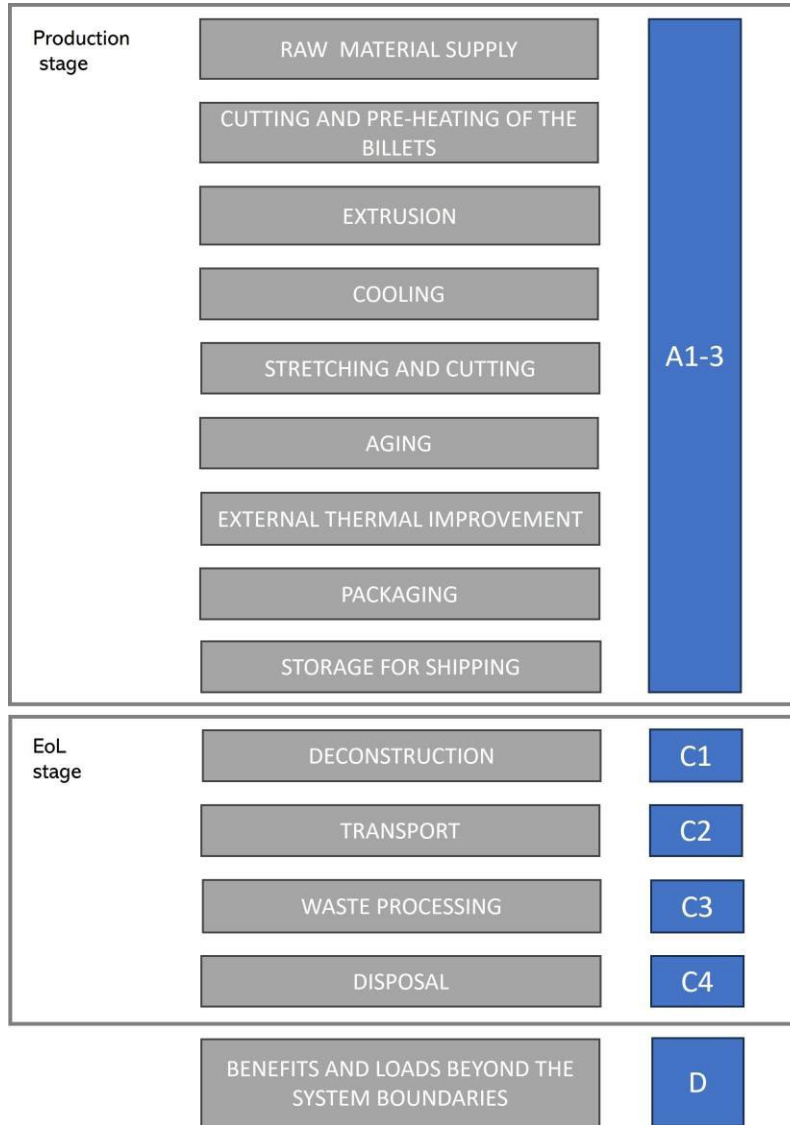 Production
stage
RAW MATERIAL SUPPLY
CUTTING AND PRE-HEATING OF THE
BILLETS
EXTRUSION
COOLING
STRETCHING AND CUTTING
AGING
EXTERNAL THERMAL IMPROVEMENT
PACKAGING
STORAGE FOR SHIPPING
A1-3
EoL
stage
DECONSTRUCTION
C1
TRANSPORT
C2
WASTE PROCESSING
C3
DISPOSAL
C4
BENEFITS AND LOADS BEYOND THE
SYSTEM BOUNDARIES
D